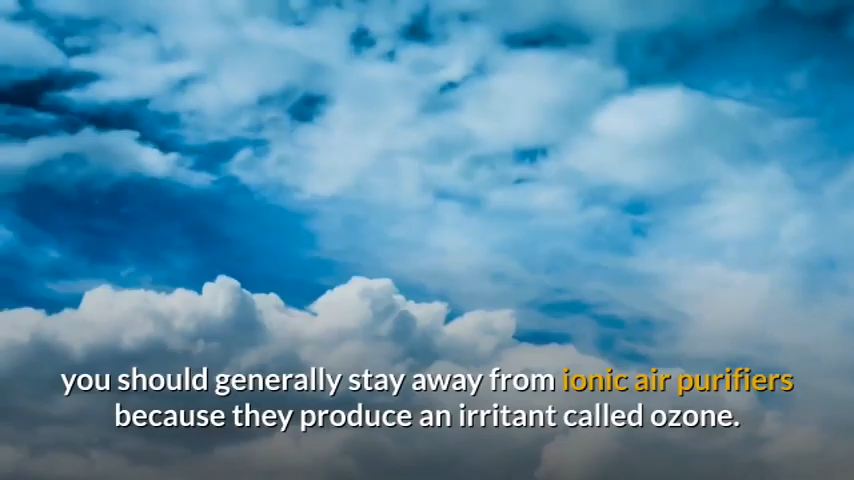 you should generally stay away from ionic air purifiers
because they produce an irritant called ozone.